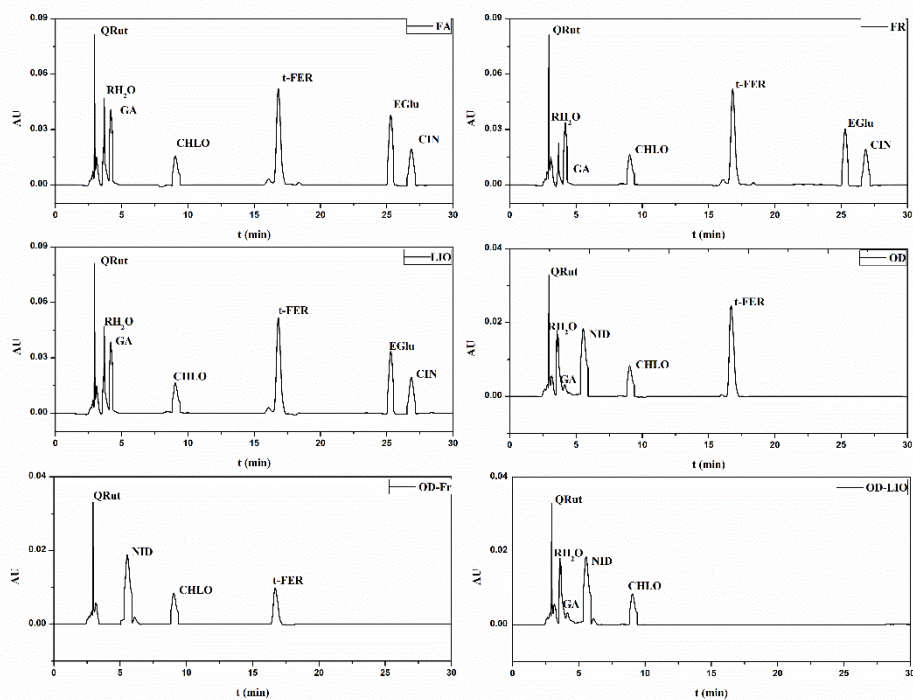 FA
QRut
RH2O
GA
CHLO
t-FER
EGlu
CIN
AU
0.09
0.06
0.03
0.00
0 5 10 15 20 25 30
t (min)
FR
QRut
RH2O
GA
CHLO
t-FER
EGlu
CIN
AU
0.09
0.06
0.03
0.00
0 5 10 15 20 25 30
t (min)
LIO
QRut
RH2O
GA
CHLO
t-FER
EGlu
CIN
AU
0.09
0.06
0.03
0.00
0 5 10 15 20 25 30
t (min)
OD
QRut
RH2O
GA
NID
CHLO
t-FER
AU
0.04
0.02
0.00
0 5 10 15 20 25 30
t (min)
OD-Fr
QRut
NID
CHLO
t-FER
AU
0.04
0.02
0.00
0 5 10 15 20 25 30
t (min)
OD-LIO
QRut
RH2O
GA
NID
CHLO
AU
0.04
0.02
0.00
0 5 10 15 20 25 30
t (min)